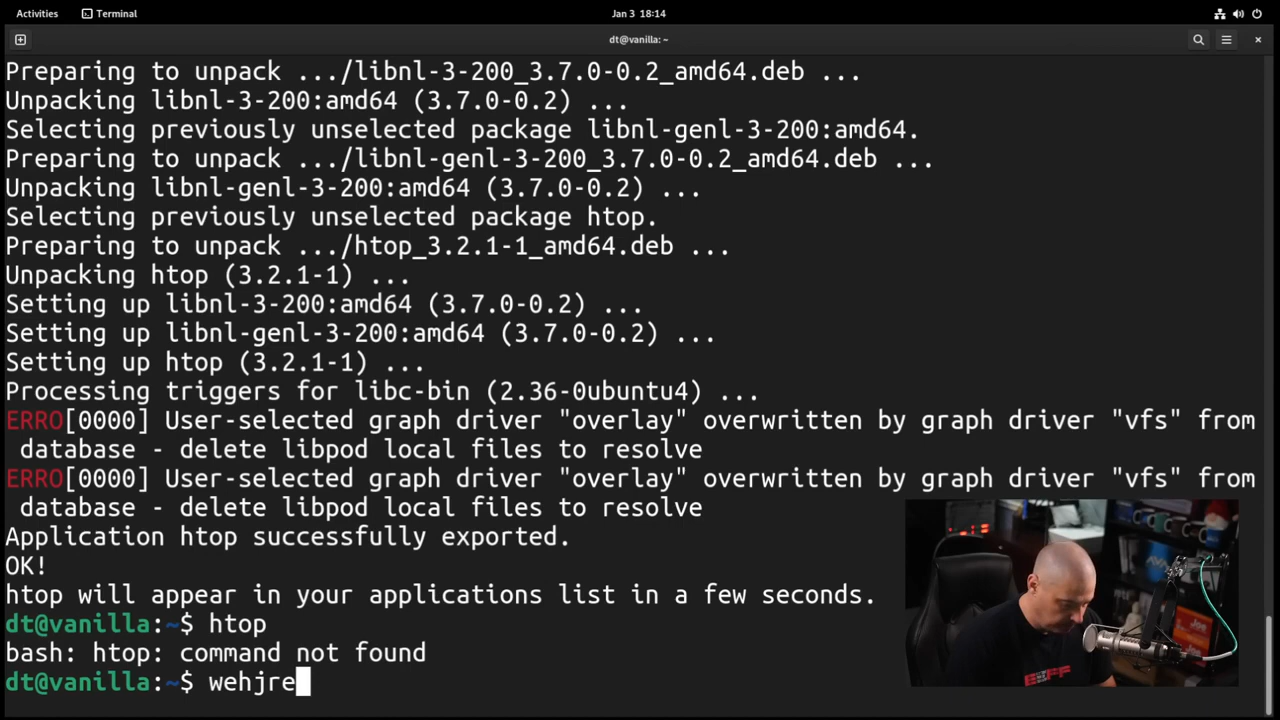 Activities Terminal Jan 3 18:14
dt@vanilla: ~
Preparing to unpack .../libnl-3-200_3.7.0-0.2_amd64.deb ...
Unpacking libnl-3-200:amd64 (3.7.0-0.2) ...
Selecting previously unselected package libnl-genl-3-200:amd64.
Preparing to unpack .../libnl-genl-3-200_3.7.0-0.2_amd64.deb ...
Unpacking libnl-genl-3-200:amd64 (3.7.0-0.2) ...
Selecting previously unselected package htop.
Preparing to unpack .../htop_3.2.1-1_amd64.deb ...
Unpacking htop (3.2.1-1) ...
Setting up libnl-3-200:amd64 (3.7.0-0.2) ...
Setting up libnl-genl-3-200:amd64 (3.7.0-0.2) ...
Setting up htop (3.2.1-1) ...
Processing triggers for libc-bin (2.36-0ubuntu4) ...
ERRO[0000] User-selected graph driver "overlay" overwritten by graph driver "vfs" from
database - delete libpod local files to resolve
ERRO[0000] User-selected graph driver "overlay" overwritten by graph driver "vfs" from
database - delete libpod local files to resolve
Application htop successfully exported.
OK!
htop will appear in your applications list in a few seconds.
dt@vanilla:~$ htop
bash: htop: command not found
dt@vanilla:~$ wehjre